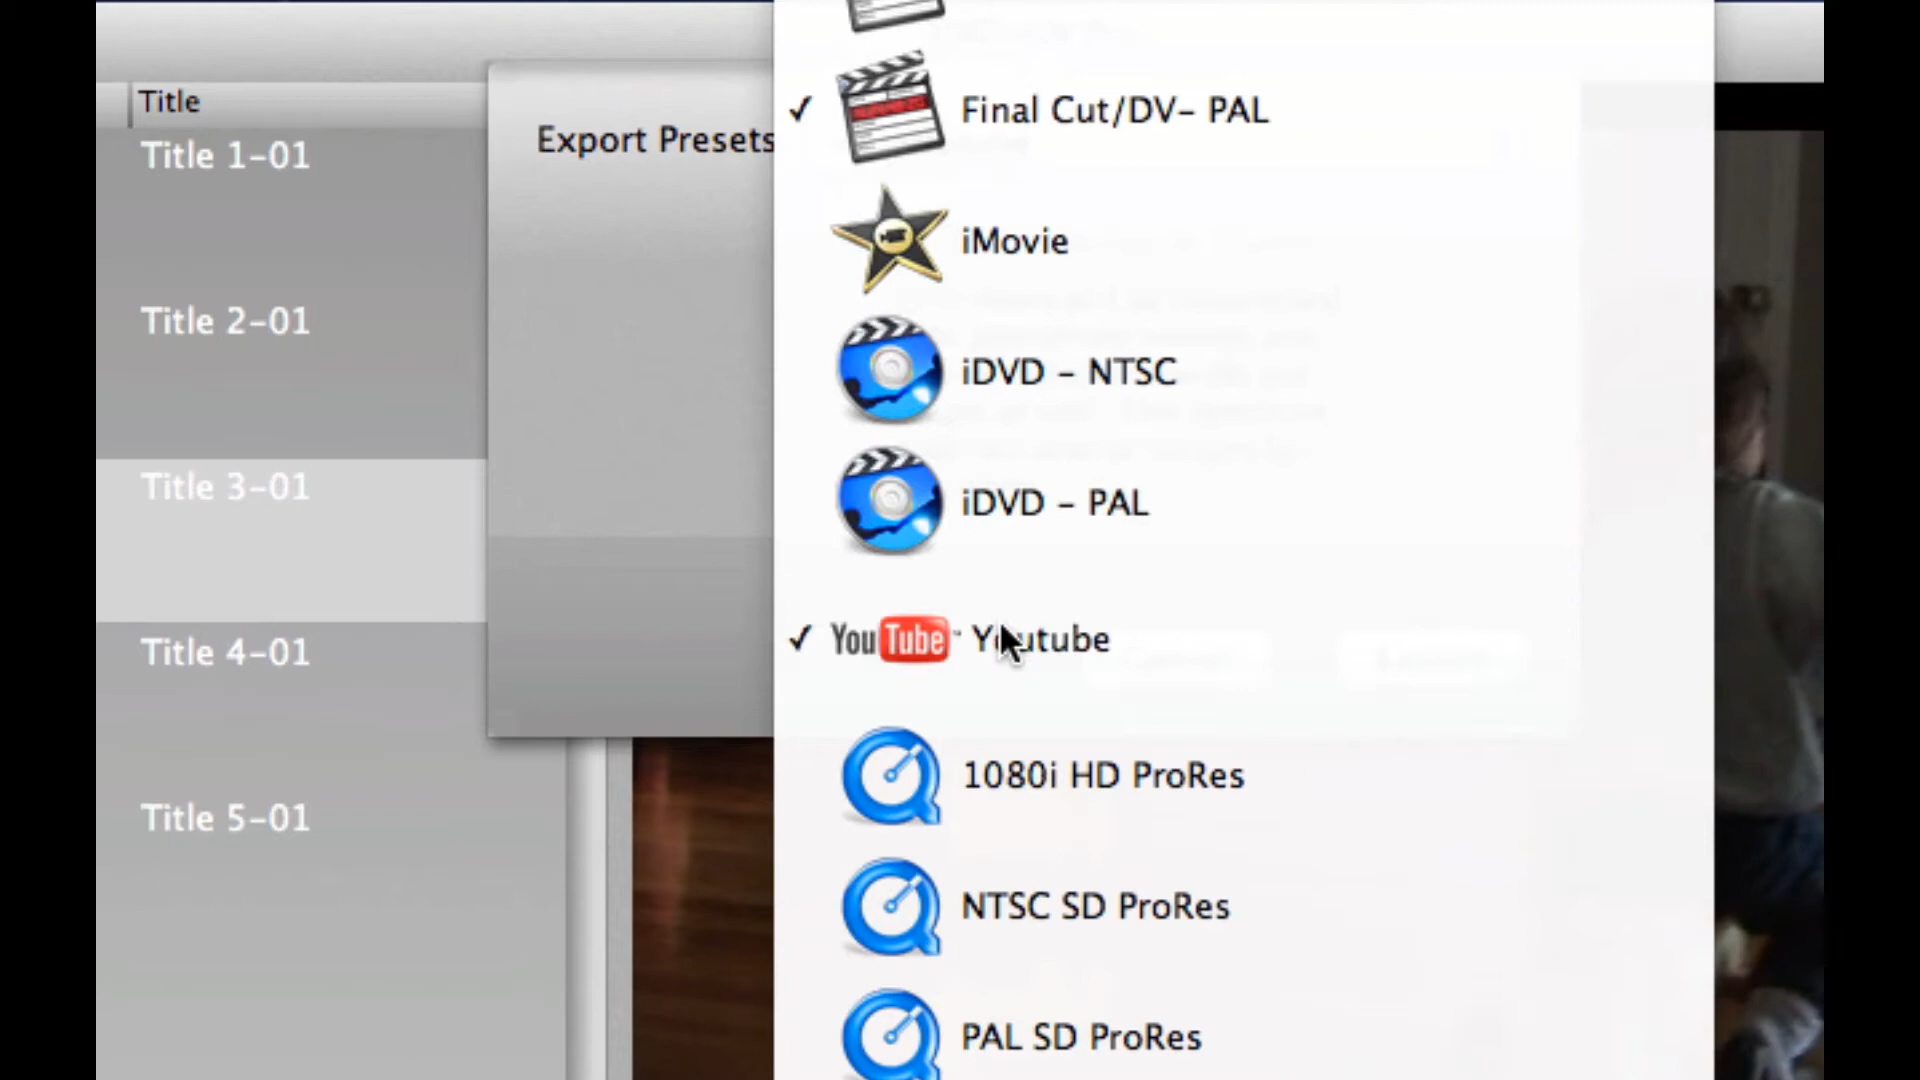 Title
Title 1-01
Title 2-01
Title 3-01
Title 4-01
Title 5-01
Export Presets
✓ Final Cut/DV- PAL
iMovie
iDVD - NTSC
iDVD - PAL
✓ YouTube™ Youtube
1080i HD ProRes
NTSC SD ProRes
PAL SD ProRes